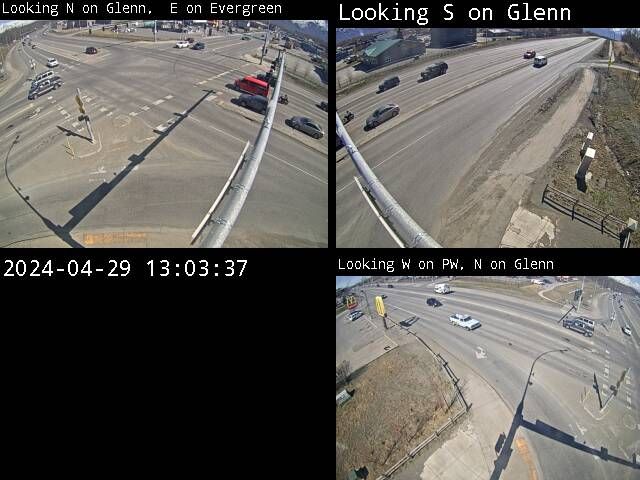 Looking N on Glenn,  E on Evergreen
Looking S on Glenn
2024-04-29 13:03:37
Looking W on PW, N on Glenn